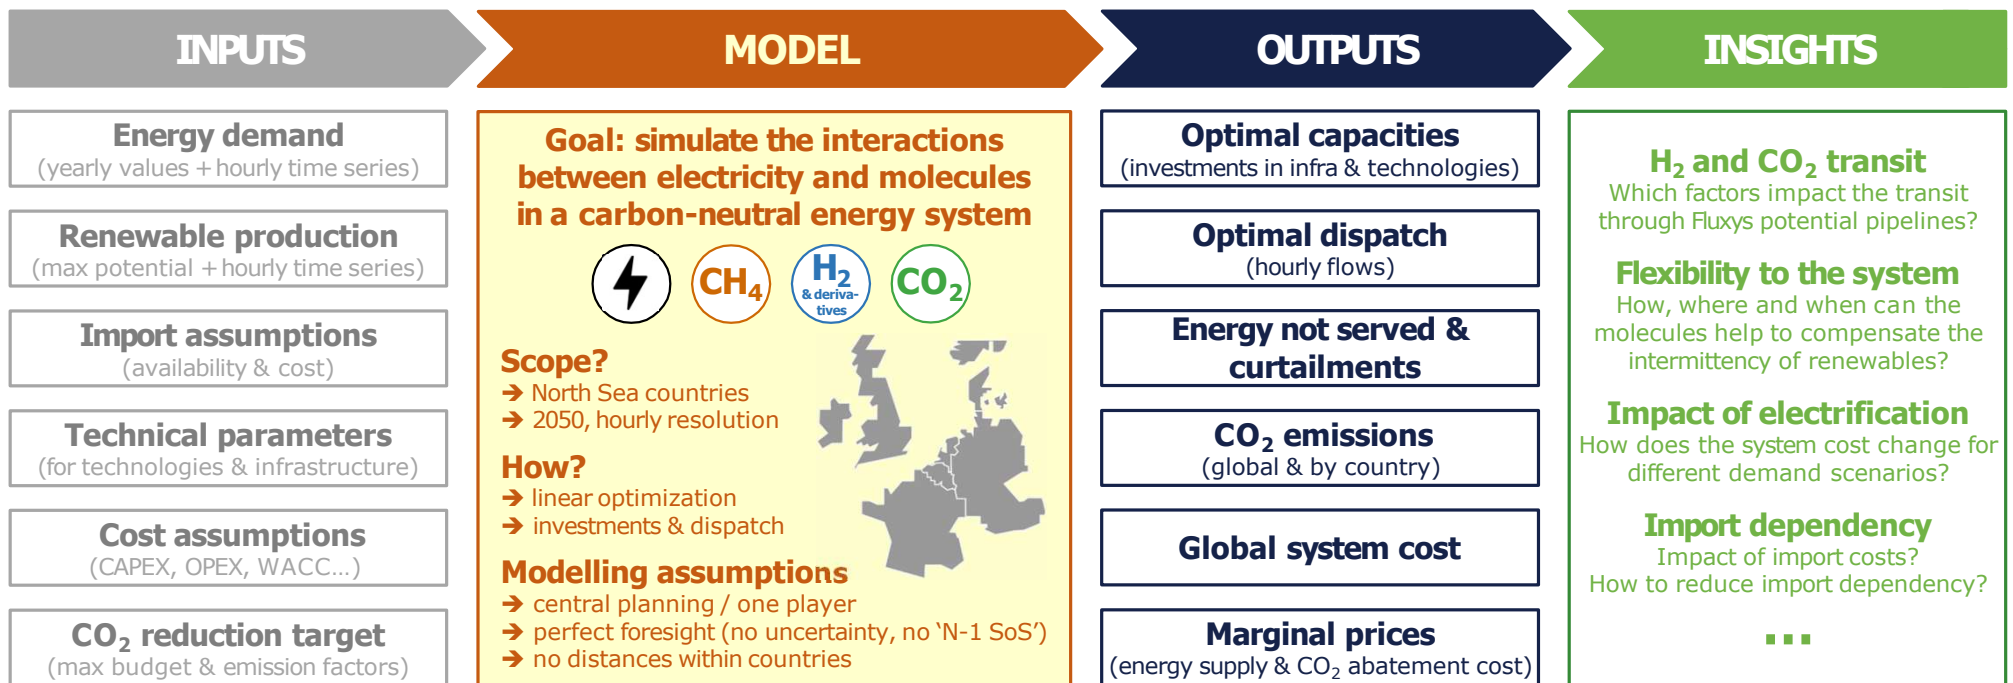 INPUTS
Energy demand
(yearly values + hourly time series)
Renewable production
(max potential + hourly time series)
Import assumptions
(availability & cost)
Technical parameters
(for technologies & infrastructure)
Cost assumptions
(CAPEX, OPEX, WACC...)
CO₂ reduction target
(max budget & emission factors)
MODEL
Goal: simulate the interactions
between electricity and molecules
in a carbon-neutral energy system
CH₄
H₂
& deriva-
tives
CO₂
Scope?
➔ North Sea countries
➔ 2050, hourly resolution
How?
➔ linear optimization
➔ investments & dispatch
Modelling assumptions
➔ central planning / one player
➔ perfect foresight (no uncertainty, no ‘N-1 SoS’)
➔ no distances within countries
OUTPUTS
Optimal capacities
(investments in infra & technologies)
Optimal dispatch
(hourly flows)
Energy not served &
curtailments
CO₂ emissions
(global & by country)
Global system cost
Marginal prices
(energy supply & CO₂ abatement cost)
INSIGHTS
H₂ and CO₂ transit
Which factors impact the transit
through Fluxys potential pipelines?
Flexibility to the system
How, where and when can the
molecules help to compensate the
intermittency of renewables?
Impact of electrification
How does the system cost change for
different demand scenarios?
Import dependency
Impact of import costs?
How to reduce import dependency?
...